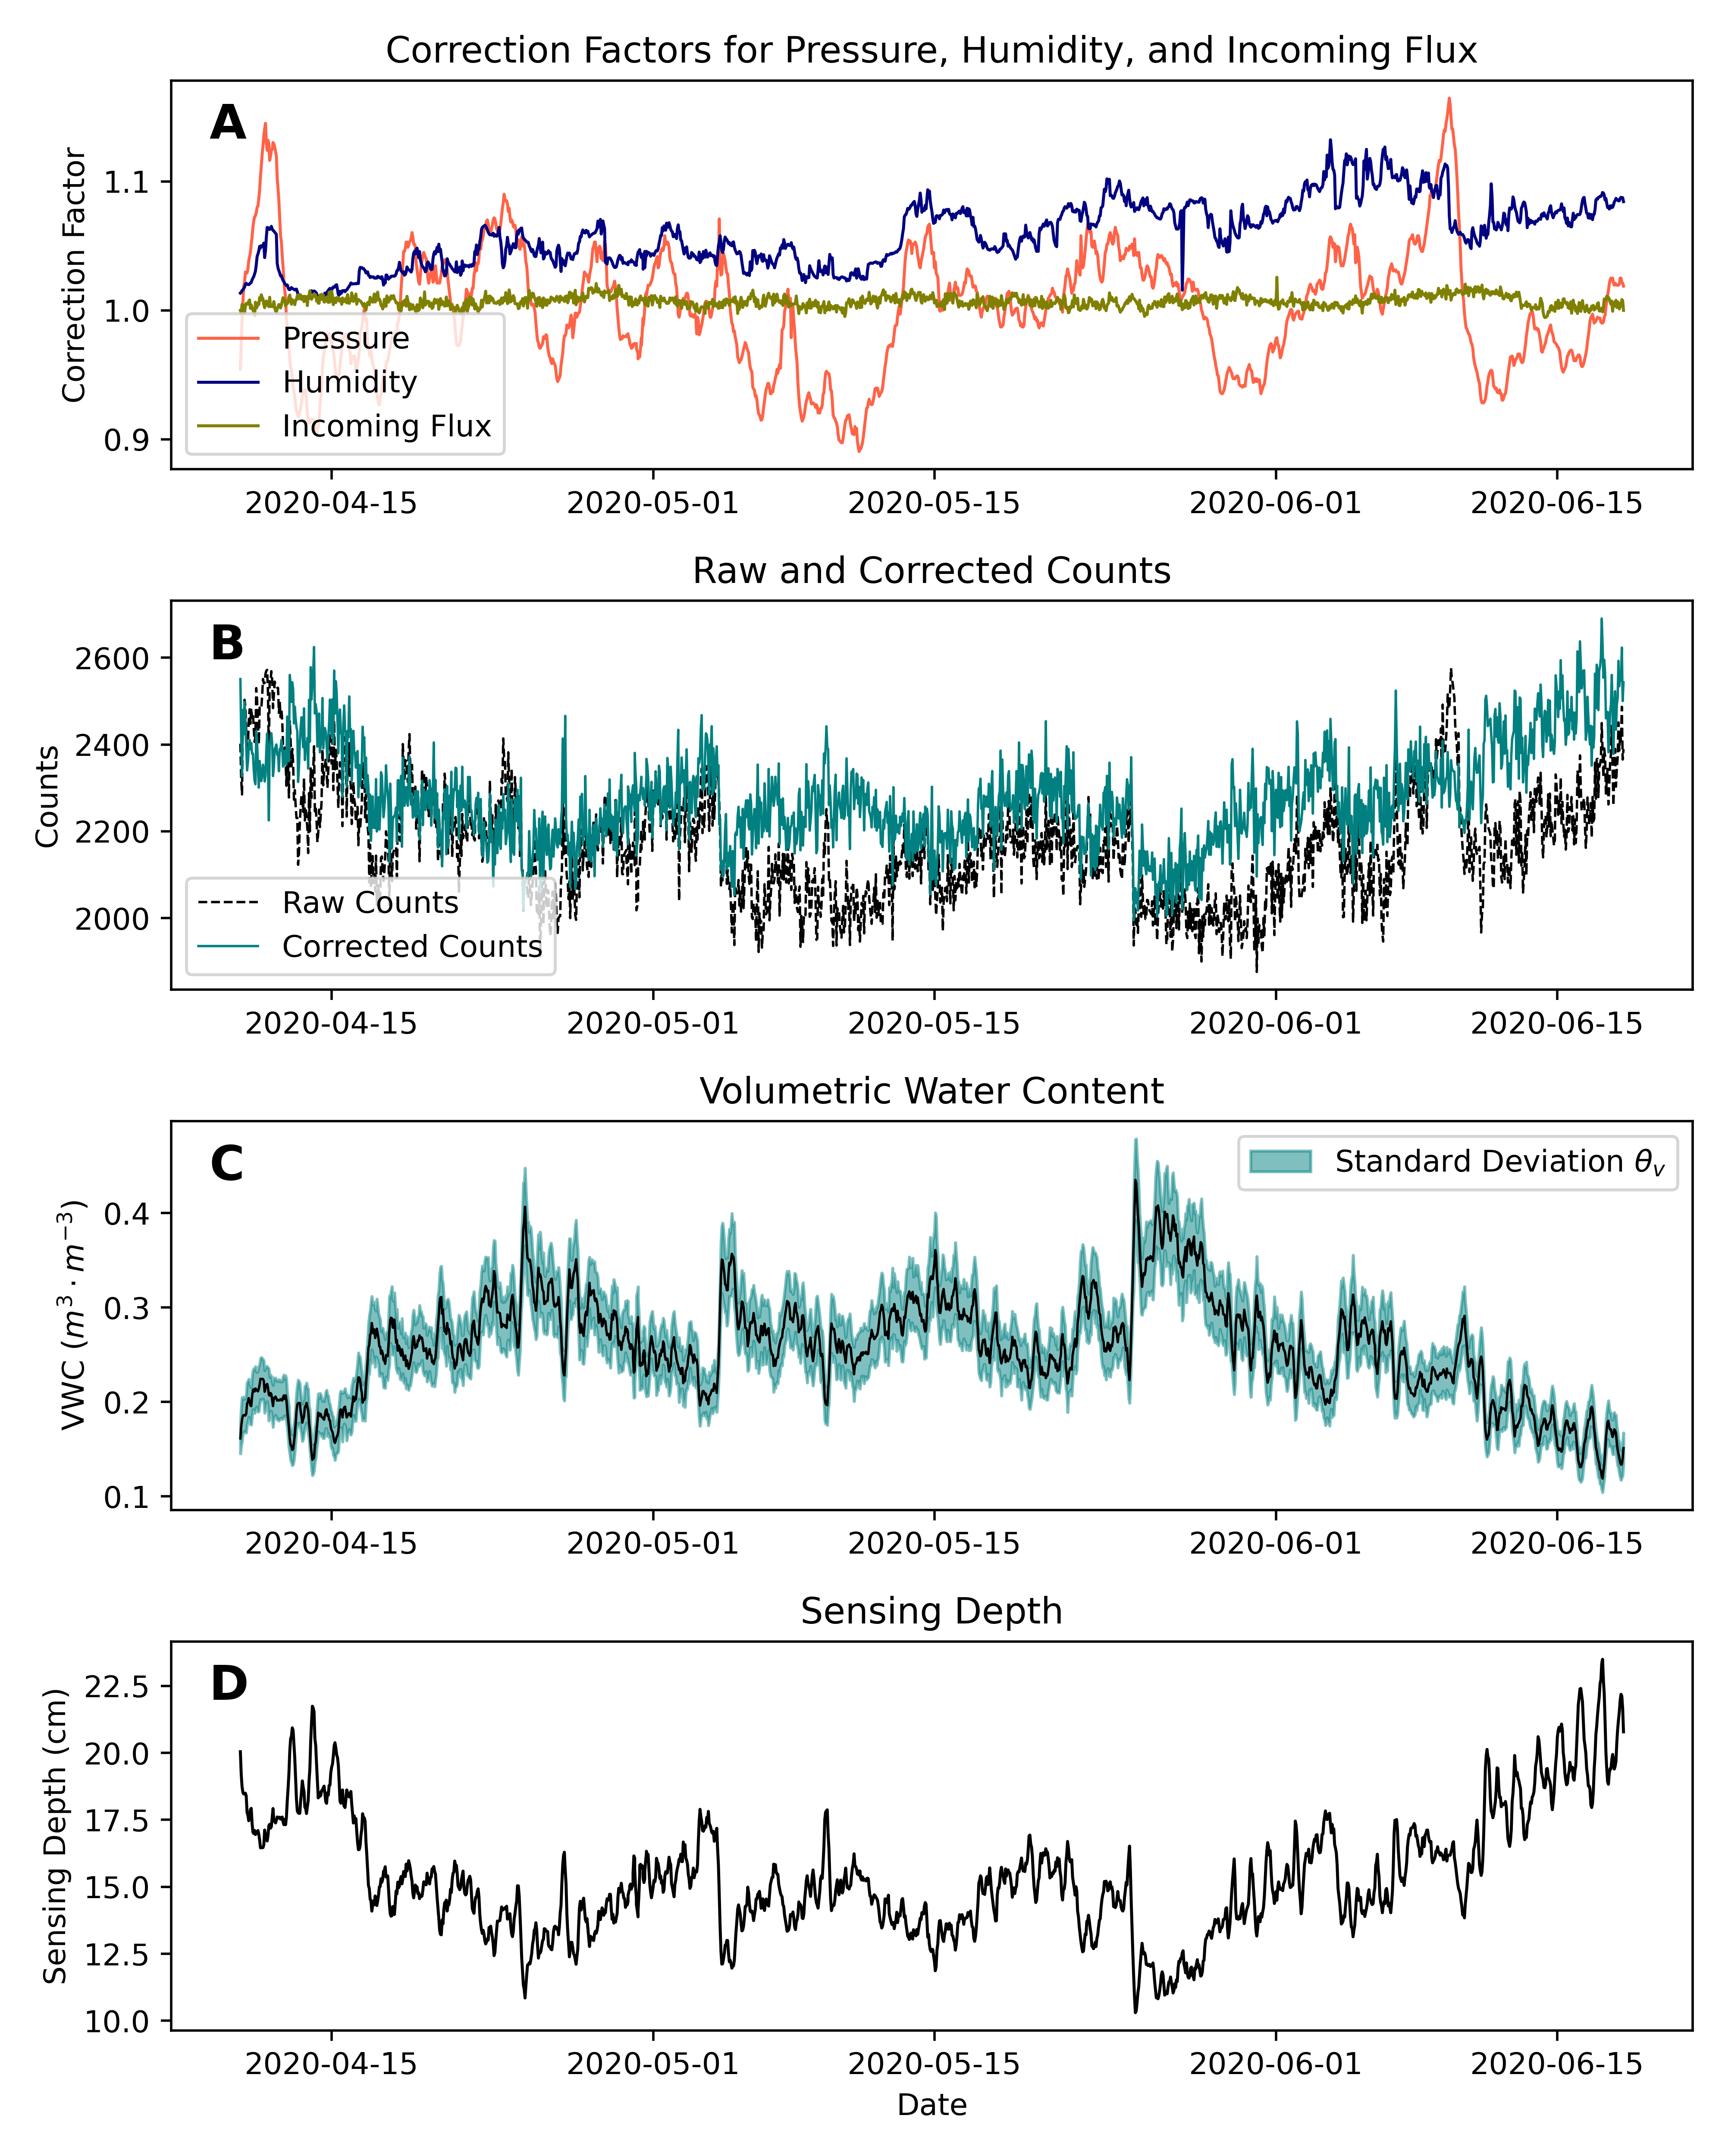 Correction Factors for Pressure, Humidity, and Incoming Flux
A
Correction Factor
1.1
1.0
0.9
Pressure
Humidity
Incoming Flux
2020-04-15 2020-05-01 2020-05-15 2020-06-01 2020-06-15
Raw and Corrected Counts
B
Counts
2600
2400
2200
2000
Raw Counts
Corrected Counts
2020-04-15 2020-05-01 2020-05-15 2020-06-01 2020-06-15
Volumetric Water Content
C
VWC (m³ · m⁻³)
0.4
0.3
0.2
0.1
Standard Deviation θᵥ
2020-04-15 2020-05-01 2020-05-15 2020-06-01 2020-06-15
Sensing Depth
D
Sensing Depth (cm)
22.5
20.0
17.5
15.0
12.5
10.0
2020-04-15 2020-05-01 2020-05-15 2020-06-01 2020-06-15
Date